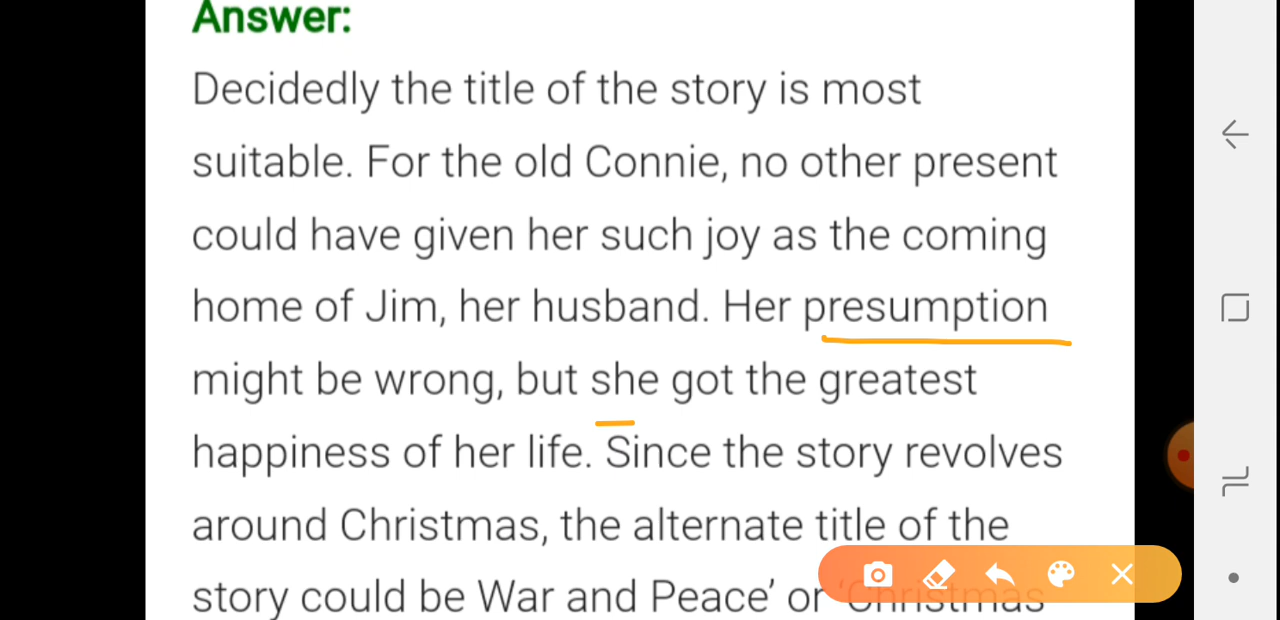 Answer:
Decidedly the title of the story is most
suitable. For the old Connie, no other present
could have given her such joy as the coming
home of Jim, her husband. Her presumption
might be wrong, but she got the greatest
happiness of her life. Since the story revolves
around Christmas, the alternate title of the
story could be War and Peace’ or ‘Christmas